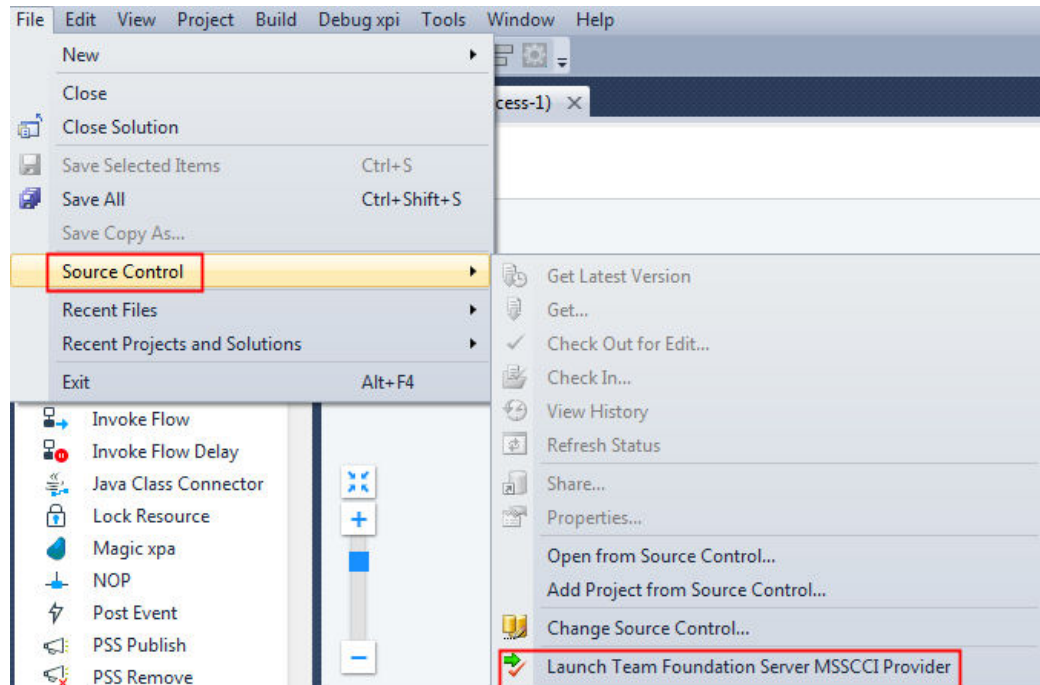 File Edit View Project Build Debug xpi Tools Window Help
New
Close
Close Solution
Save Selected Items Ctrl+S
Save All Ctrl+Shift+S
Save Copy As...
Source Control
Recent Files
Recent Projects and Solutions
Exit Alt+F4
cess-1)
Get Latest Version
Get...
Check Out for Edit...
Check In...
View History
Refresh Status
Share...
Properties...
Open from Source Control...
Add Project from Source Control...
Change Source Control...
Launch Team Foundation Server MSSCCI Provider
Invoke Flow
Invoke Flow Delay
Java Class Connector
Lock Resource
Magic xpa
NOP
Post Event
PSS Publish
PSS Remove